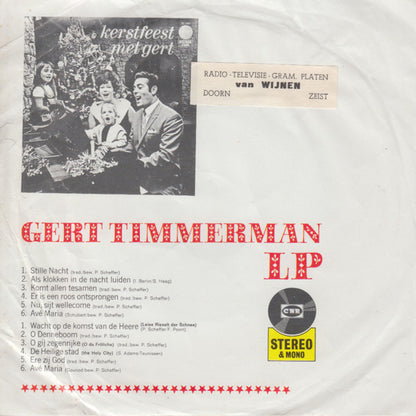 kerstfeest
met gert
RADIO - TELEVISIE - GRAM. PLATEN
van WIJNEN
DOORN ZEIST
GERT TIMMERMAN
LP
1. Stille Nacht (trad./bew. P. Scheffer)
2. Als klokken in de nacht luiden (I. Berlin/S. Haag)
3. Komt allen tesamen (trad./bew. P. Scheffer)
4. Er is een roos ontsprongen (trad./bew. P. Scheffer)
5. Nu, sijt wellecome (trad./bew. P. Scheffer)
6. Avé Maria (Schubert/bew. P. Scheffer)
1. Wacht op de komst van de Heere (Leise Rieselt der Schnee)
(P. Scheffer/F. Poort)
2. O Denneboom (trad./bew. P. Scheffer)
3. O gij zegenrijke (O du Fröhliche) (trad./bew. P. Scheffer)
4. De Heilige stad (the Holy City) (S. Adams-Teunissen)
5. Ere zij God (trad./bew. P. Scheffer)
6. Avé Maria (Gounod/bew. P. Scheffer)
CNR
STEREO
& MONO